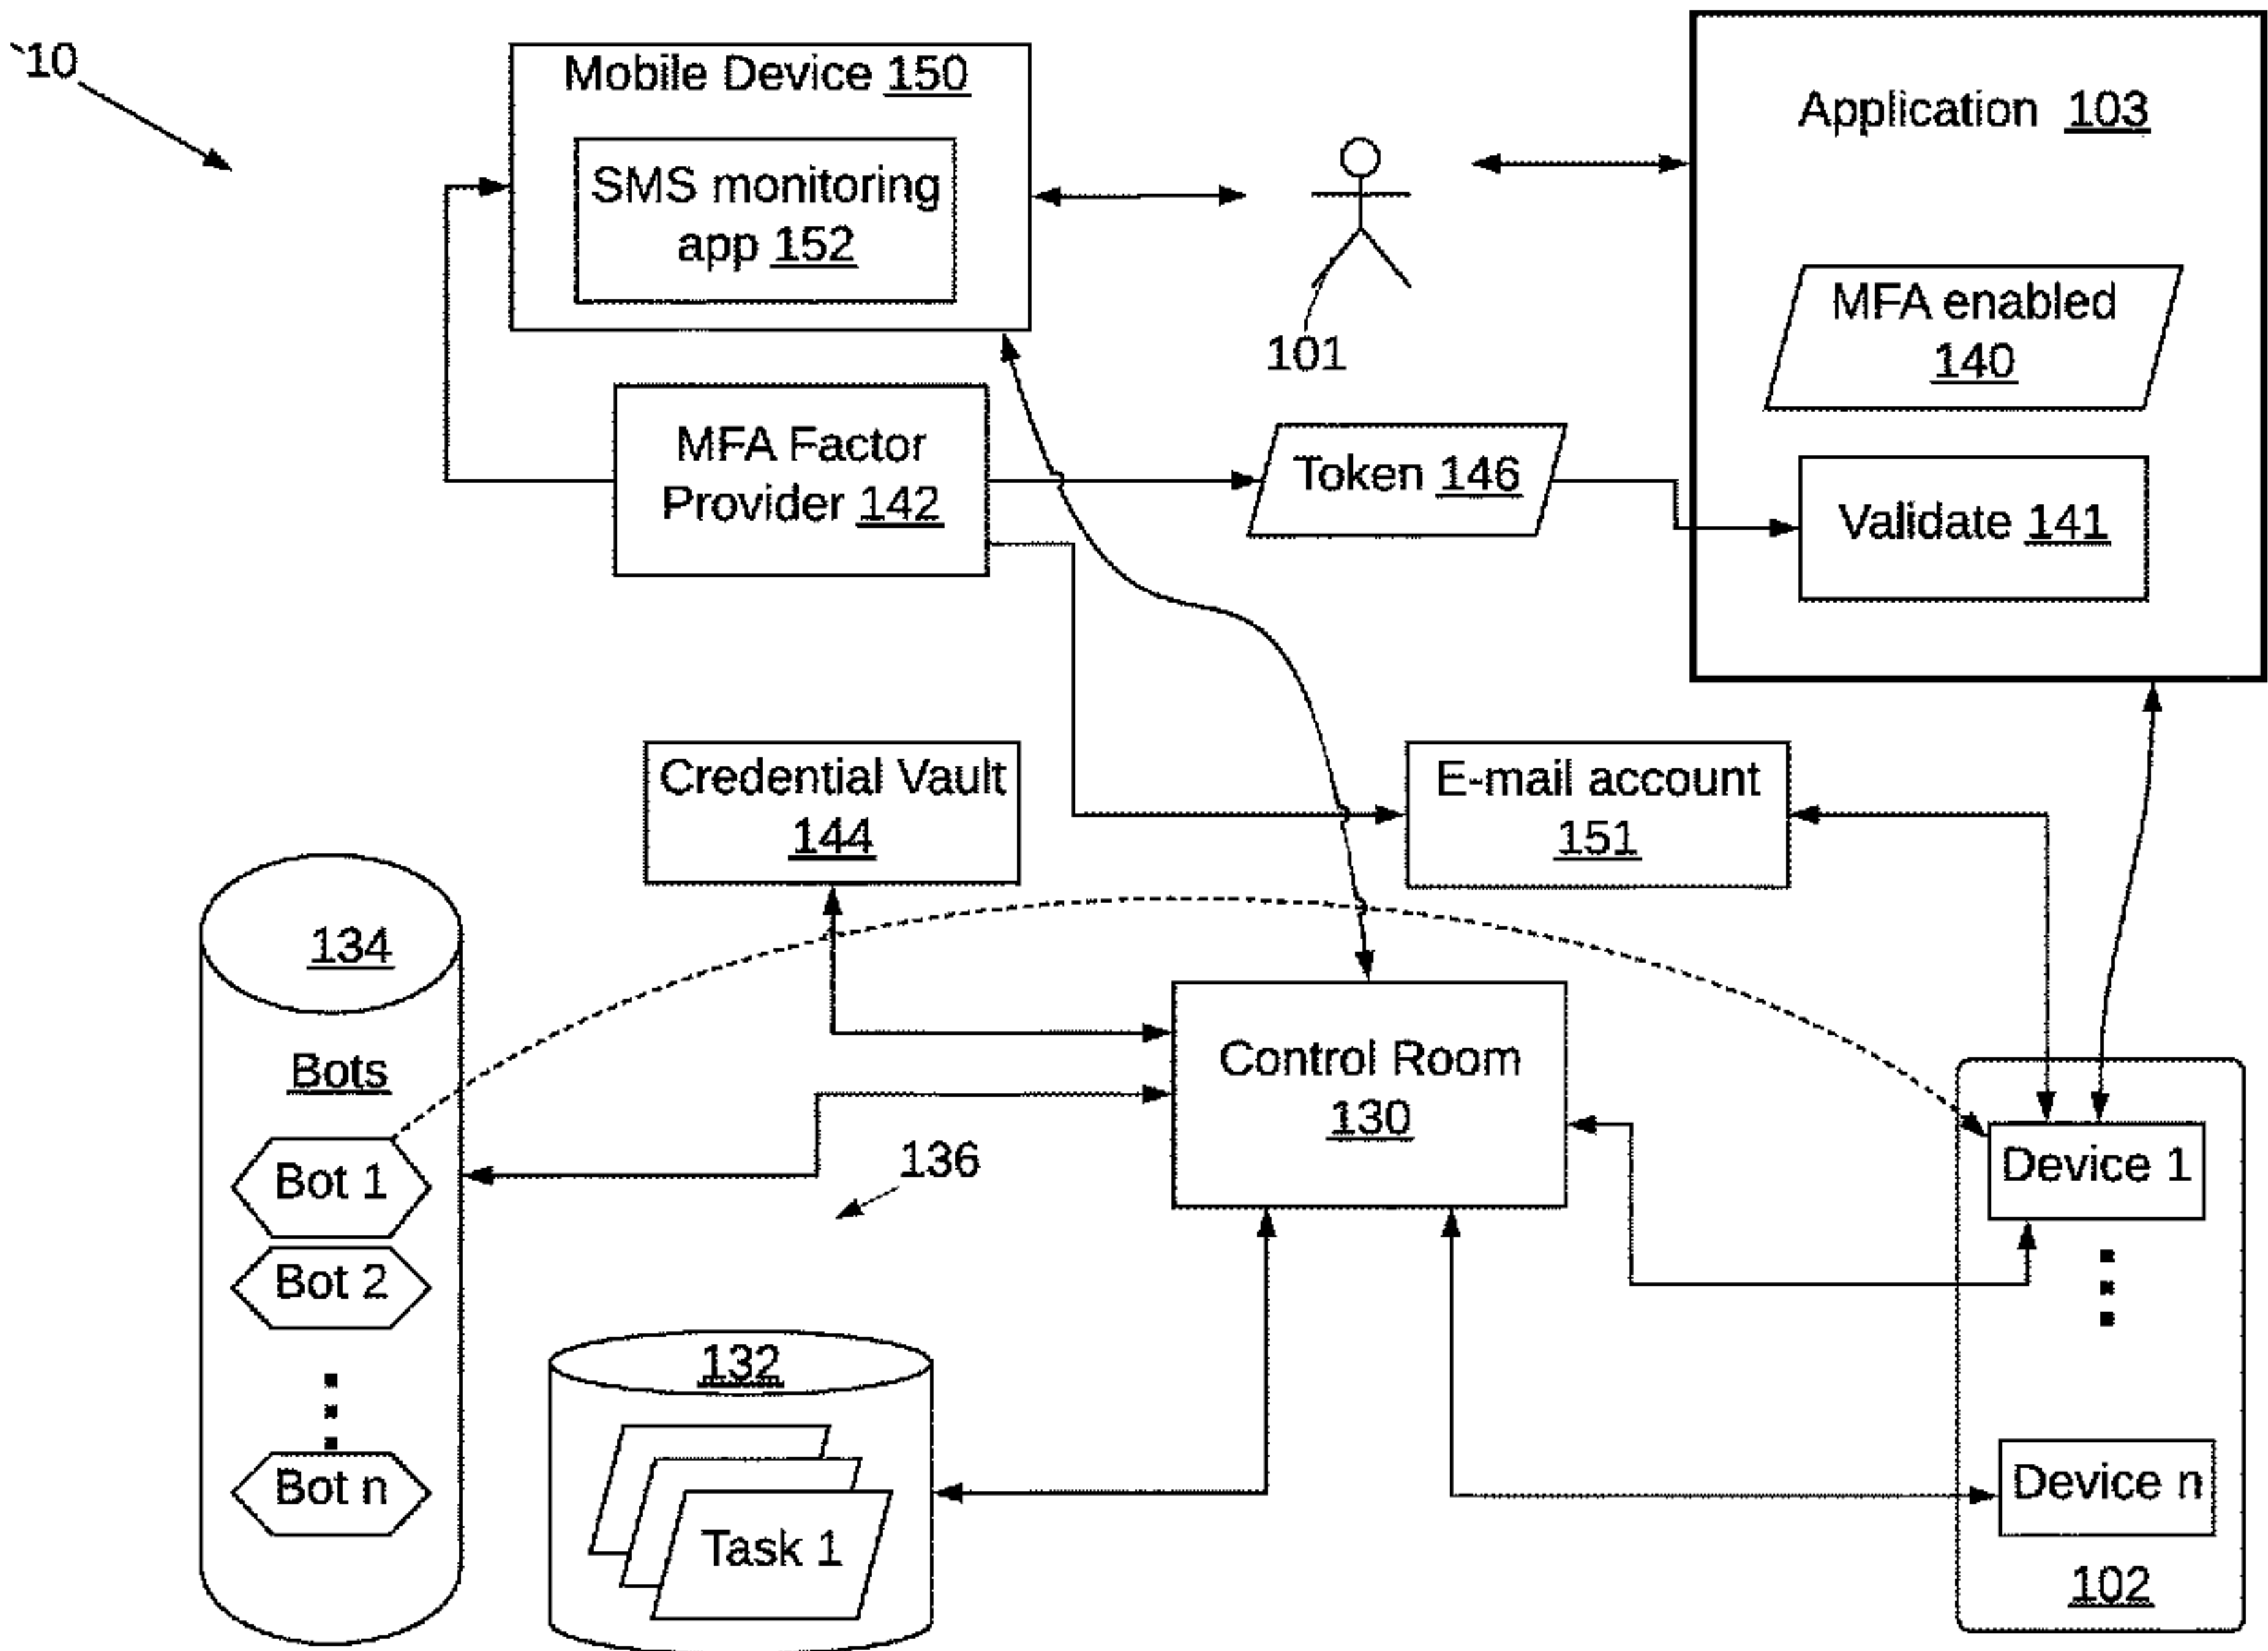 10
Mobile Device 150
SMS monitoring
app 152
101
Application 103
MFA enabled
140
MFA Factor
Provider 142
Token 146
Validate 141
Credential Vault
144
E-mail account
151
134
Bots
Bot 1
Bot 2
Bot n
136
Control Room
130
132
Task 1
Device 1
Device n
102